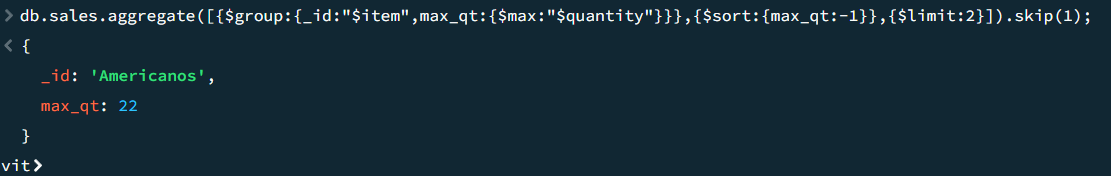 > db.sales.aggregate([{$group:{_id:"$item",max_qt:{$max:"$quantity"}}},{$sort:{max_qt:-1}},{$limit:2}]).skip(1);
< {
_id: 'Americanos',
max_qt: 22
}
vit>